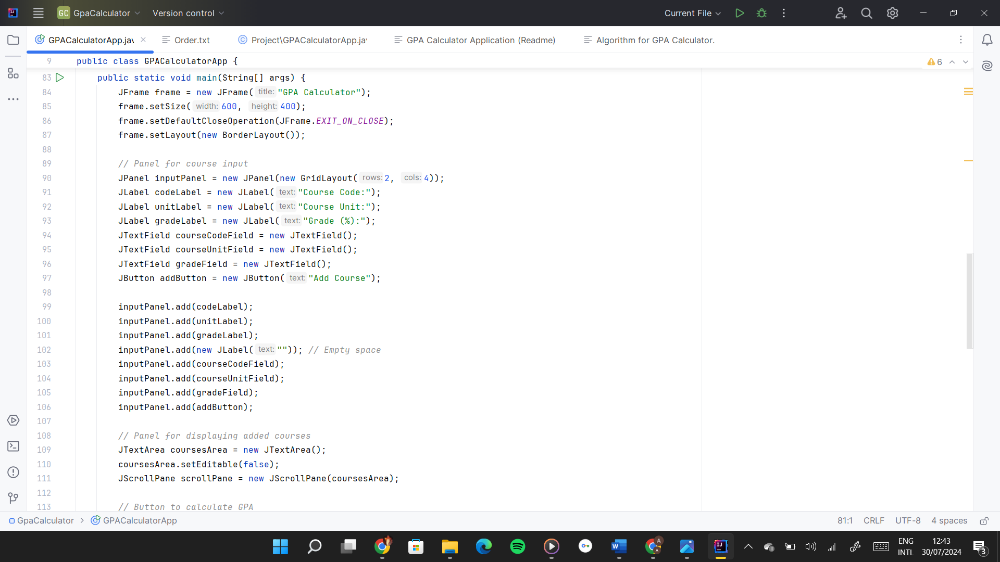 GC GpaCalculator Version control Current File
GPACalculatorApp.jav Order.txt Project\GPACalculatorApp.ja GPA Calculator Application (Readme) Algorithm for GPA Calculator.
9 public class GPACalculatorApp { 6
83 public static void main(String[] args) {
84 JFrame frame = new JFrame( title: "GPA Calculator");
85 frame.setSize( width: 600, height: 400);
86 frame.setDefaultCloseOperation(JFrame.EXIT_ON_CLOSE);
87 frame.setLayout(new BorderLayout());
88
89 // Panel for course input
90 JPanel inputPanel = new JPanel(new GridLayout( rows: 2, cols: 4));
91 JLabel codeLabel = new JLabel( text: "Course Code:");
92 JLabel unitLabel = new JLabel( text: "Course Unit:");
93 JLabel gradeLabel = new JLabel( text: "Grade (%):");
94 JTextField courseCodeField = new JTextField();
95 JTextField courseUnitField = new JTextField();
96 JTextField gradeField = new JTextField();
97 JButton addButton = new JButton( text: "Add Course");
98
99 inputPanel.add(codeLabel);
100 inputPanel.add(unitLabel);
101 inputPanel.add(gradeLabel);
102 inputPanel.add(new JLabel( text: "")); // Empty space
103 inputPanel.add(courseCodeField);
104 inputPanel.add(courseUnitField);
105 inputPanel.add(gradeField);
106 inputPanel.add(addButton);
107
108 // Panel for displaying added courses
109 JTextArea coursesArea = new JTextArea();
110 coursesArea.setEditable(false);
111 JScrollPane scrollPane = new JScrollPane(coursesArea);
112
113 // Button to calculate GPA
GpaCalculator > GPACalculatorApp 81:1 CRLF UTF-8 4 spaces
ENG 12:43
INTL 30/07/2024 3